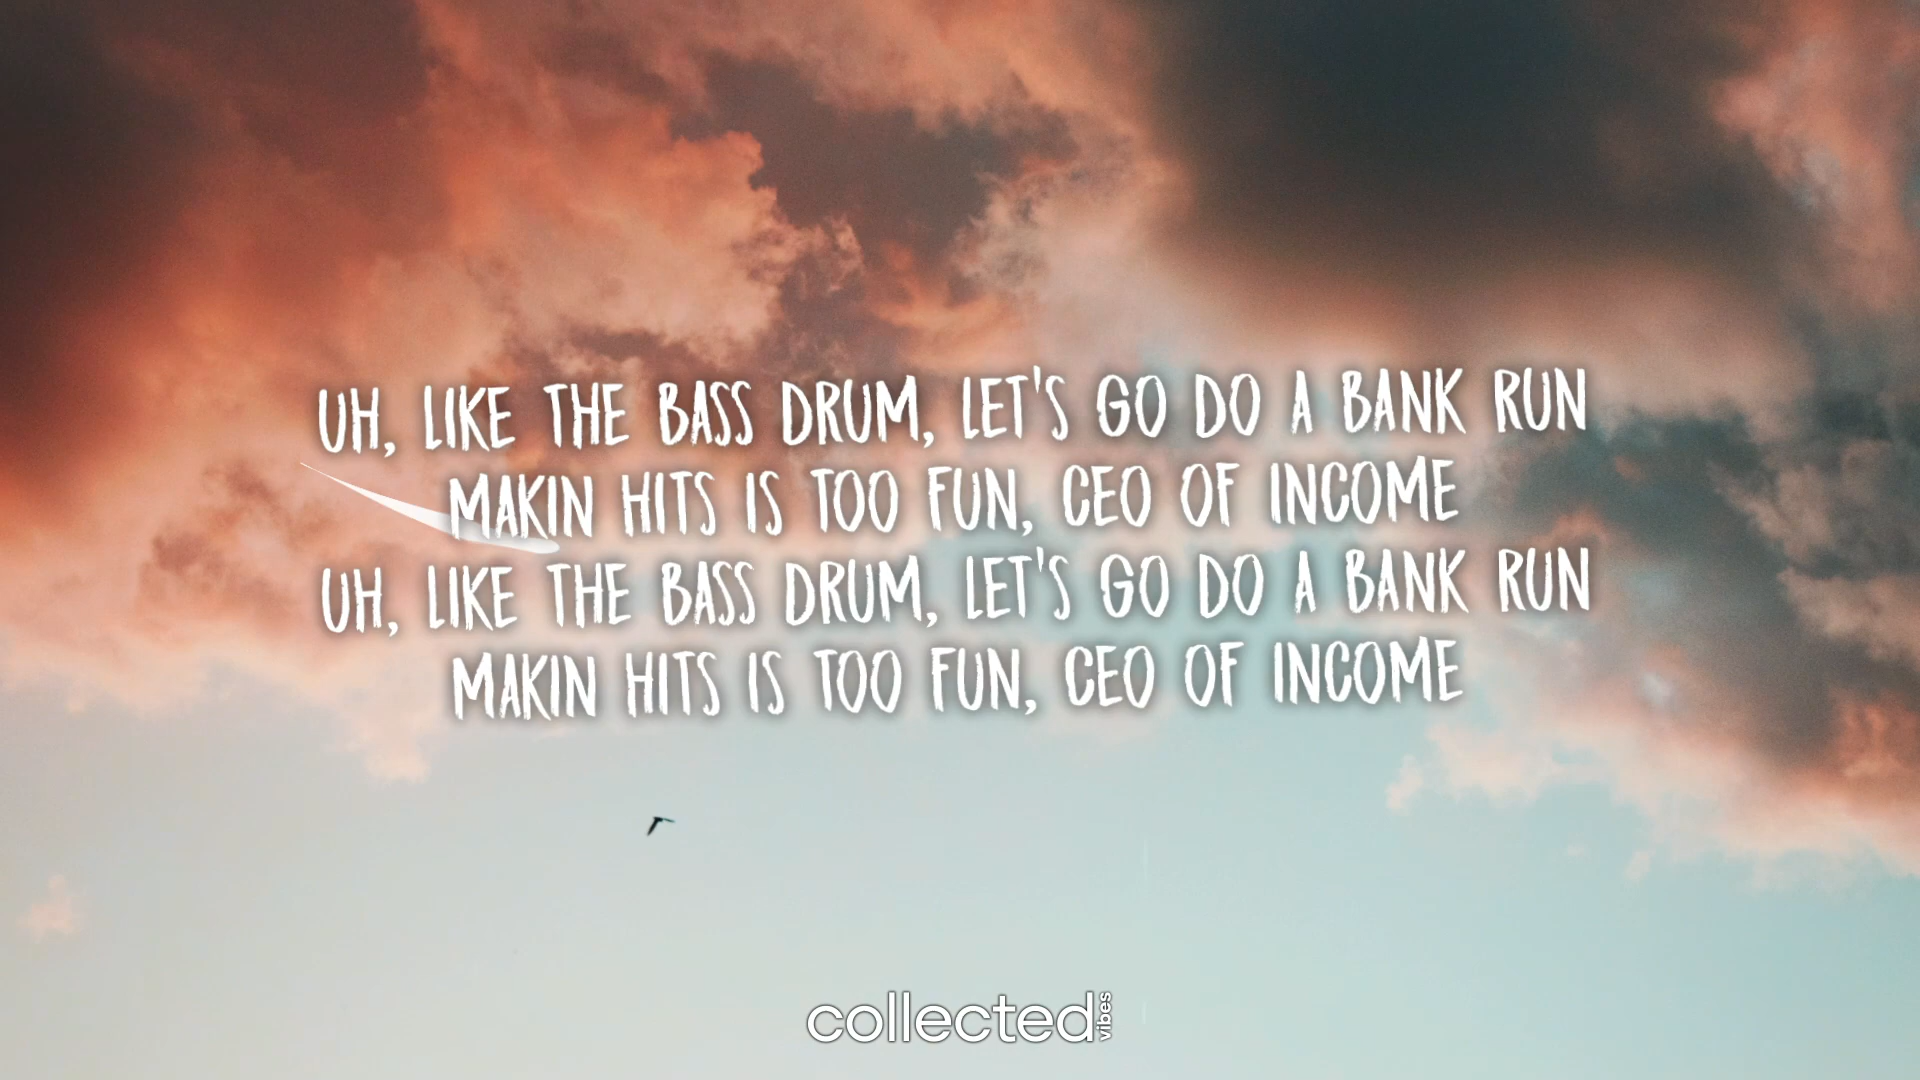 UH, LIKE THE BASS DRUM, LET'S GO DO A BANK RUN
MAKIN HITS IS TOO FUN, CEO OF INCOME
UH, LIKE THE BASS DRUM, LET'S GO DO A BANK RUN
MAKIN HITS IS TOO FUN, CEO OF INCOME
collected vibes